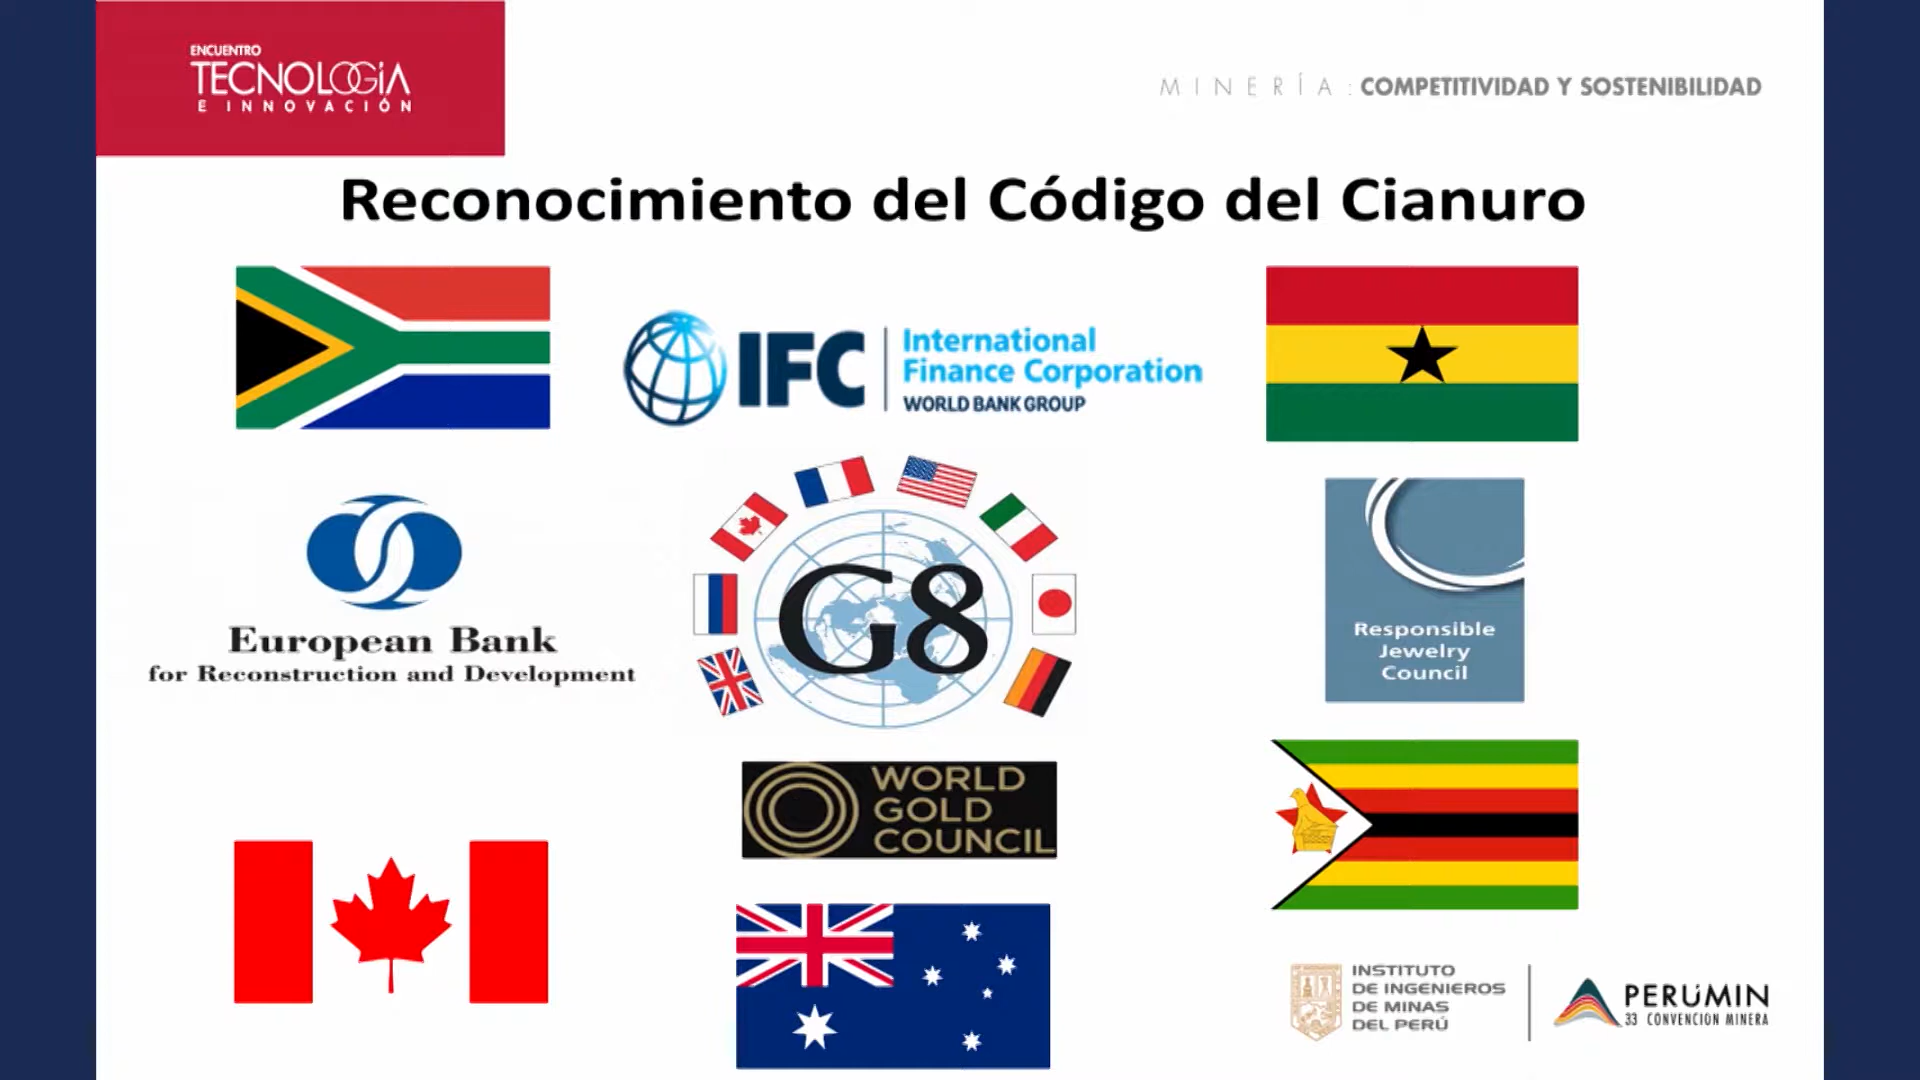 ENCUENTRO
TECNOLOGÍA
E INNOVACIÓN
MINERÍA: COMPETITIVIDAD Y SOSTENIBILIDAD
Reconocimiento del Código del Cianuro
IFC
International
Finance Corporation
WORLD BANK GROUP
European Bank
for Reconstruction and Development
G8
Responsible
Jewelry
Council
WORLD
GOLD
COUNCIL
INSTITUTO
DE INGENIEROS
DE MINAS
DEL PERÚ
PERÚMIN
33 CONVENCIÓN MINERA